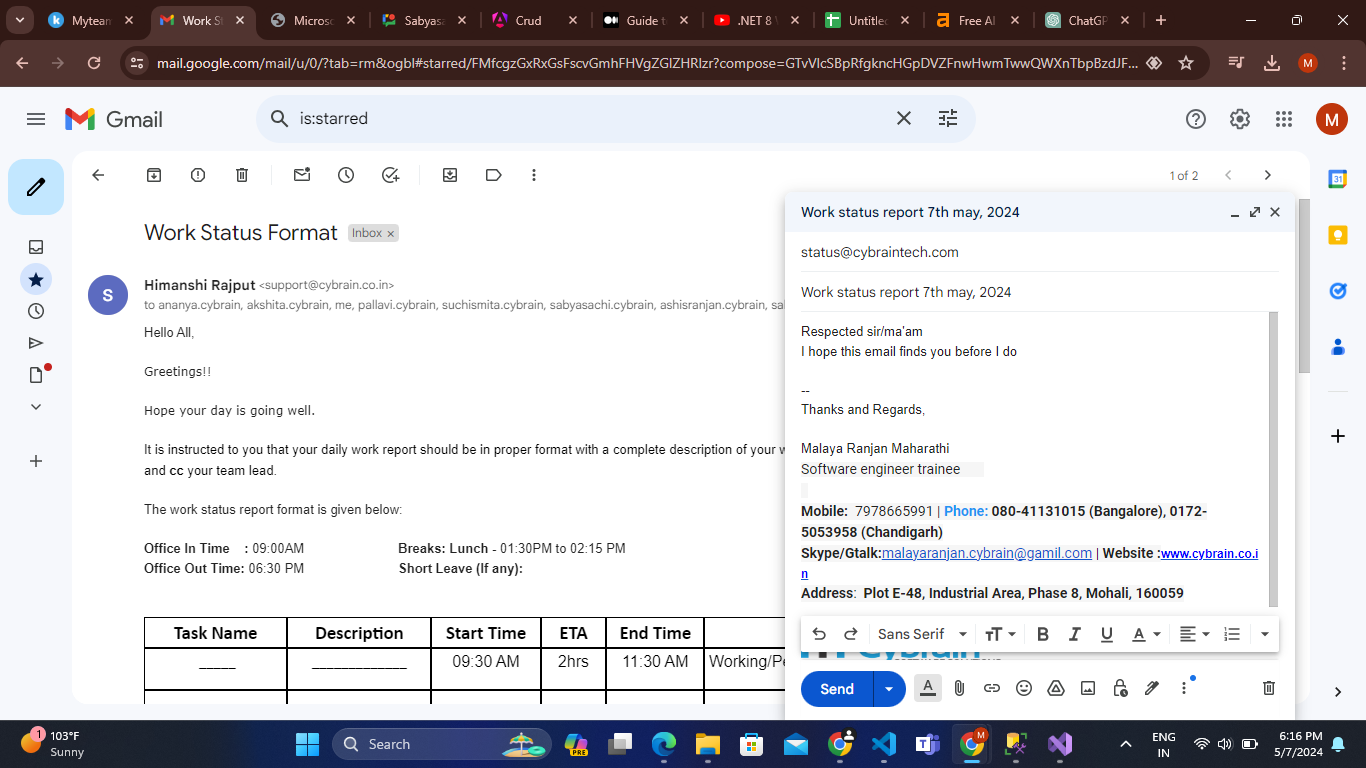 Myteam
Work St
Microso
Sabyasa
Crud
Guide to
.NET 8 
Untitled
Free AI
ChatGP
mail.google.com/mail/u/0/?tab=rm&ogbl#starred/FMfcgzGxRxGsFscvGmhFHVgZGlZHRlzr?compose=GTvVlcSBpRfgkncHGpDVZFnwHwmTwwQWXnTbpBzdJF...
M
Gmail
is:starred
M
1 of 2
31
Work Status Format Inbox ×
S
Himanshi Rajput <support@cybrain.co.in>
to ananya.cybrain, akshita.cybrain, me, pallavi.cybrain, suchismita.cybrain, sabyasachi.cybrain, ashisranjan.cybrain, sa
Hello All,
Greetings!!
Hope your day is going well.
It is instructed to you that your daily work report should be in proper format with a complete description of your w
and cc your team lead.
The work status report format is given below:
Office In Time : 09:00AM Breaks: Lunch - 01:30PM to 02:15 PM
Office Out Time: 06:30 PM Short Leave (If any):
Task Name Description Start Time ETA End Time
_____ _____________ 09:30 AM 2hrs 11:30 AM Working/Pe
Work status report 7th may, 2024
status@cybraintech.com
Work status report 7th may, 2024
Respected sir/ma'am
I hope this email finds you before I do
--
Thanks and Regards,
Malaya Ranjan Maharathi
Software engineer trainee
Mobile: 7978665991 | Phone: 080-41131015 (Bangalore), 0172-
5053958 (Chandigarh)
Skype/Gtalk:malayaranjan.cybrain@gamil.com | Website :www.cybrain.co.i
n
Address: Plot E-48, Industrial Area, Phase 8, Mohali, 160059
Sans Serif
B I U A
Cybrain
Send
A
1
103°F
Sunny
Search
PRE
M
ENG
IN
6:16 PM
5/7/2024